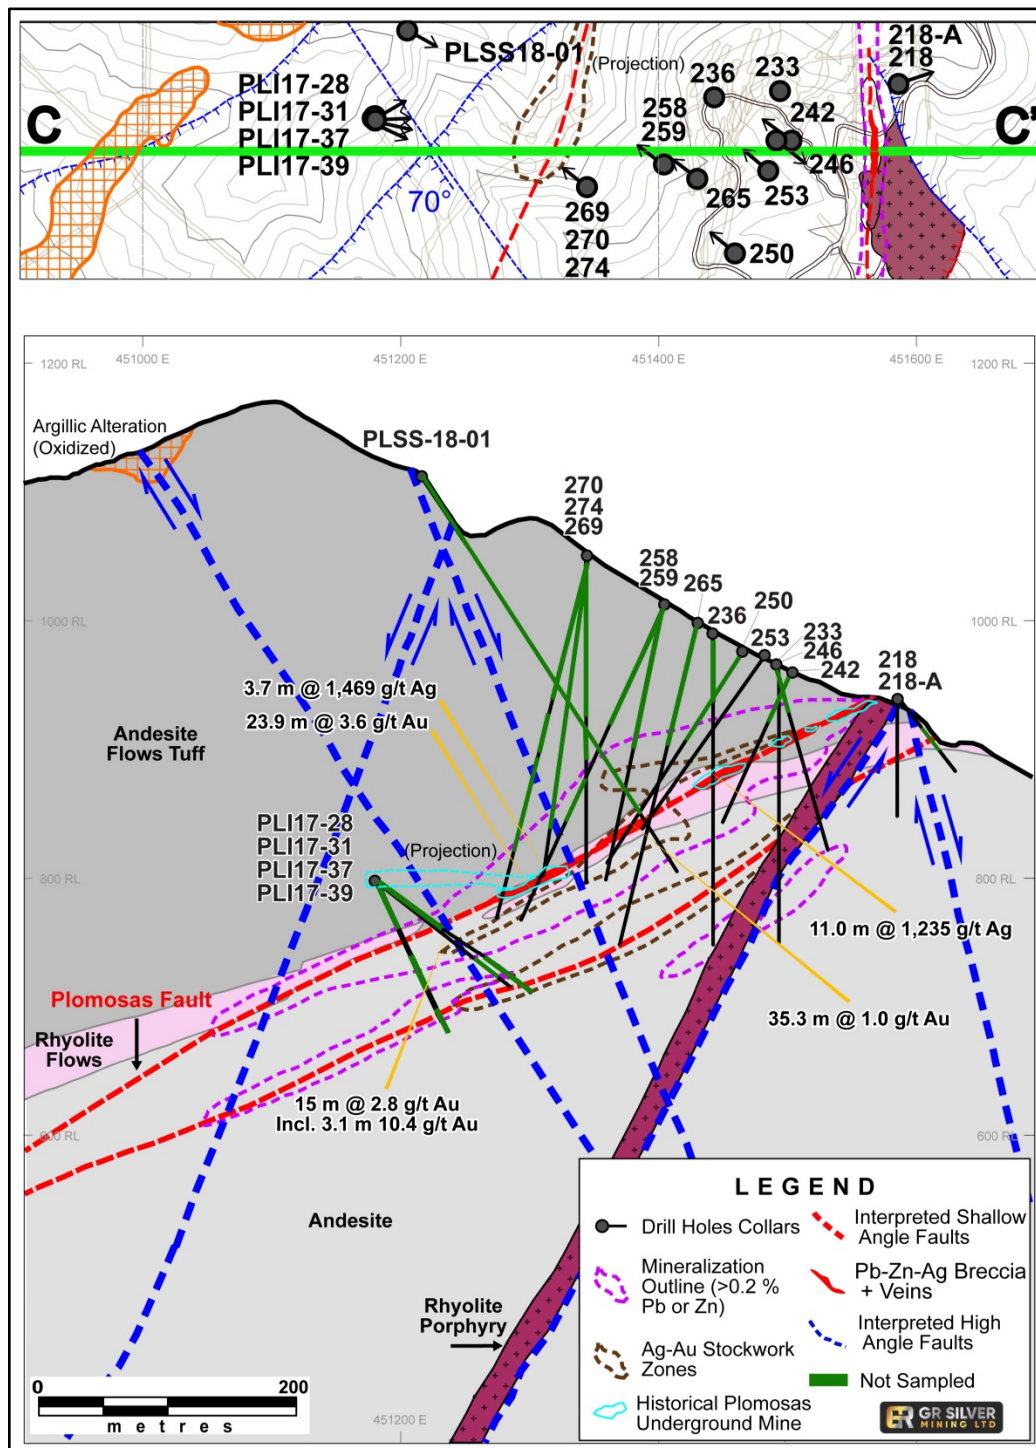 PLSS18-01
(Projection)
218-A
218
PLI17-28
PLI17-31
PLI17-37
PLI17-39
236
233
258
259
242
C
C'
70°
246
265
253
269
270
274
250
451000 E
451200 E
451400 E
451600 E
1200 RL
1200 RL
Argillic Alteration
(Oxidized)
PLSS-18-01
270
274
269
258
259
265
236
250
253
233
246
242
218
218-A
1000 RL
1000 RL
3.7 m @ 1,469 g/t Ag
23.9 m @ 3.6 g/t Au
Andesite
Flows Tuff
PLI17-28
PLI17-31
PLI17-37
PLI17-39
(Projection)
800 RL
800 RL
11.0 m @ 1,235 g/t Ag
35.3 m @ 1.0 g/t Au
Plomosas Fault
Rhyolite
Flows
15 m @ 2.8 g/t Au
Incl. 3.1 m 10.4 g/t Au
600 RL
600 RL
Andesite
Rhyolite
Porphyry
451200 E
0
200
metres
LEGEND
Drill Holes Collars
Mineralization
Outline (>0.2 %
Pb or Zn)
Ag-Au Stockwork
Zones
Historical Plomosas
Underground Mine
Interpreted Shallow
Angle Faults
Pb-Zn-Ag Breccia
+ Veins
Interpreted High
Angle Faults
Not Sampled
GR SILVER
MINING LTD